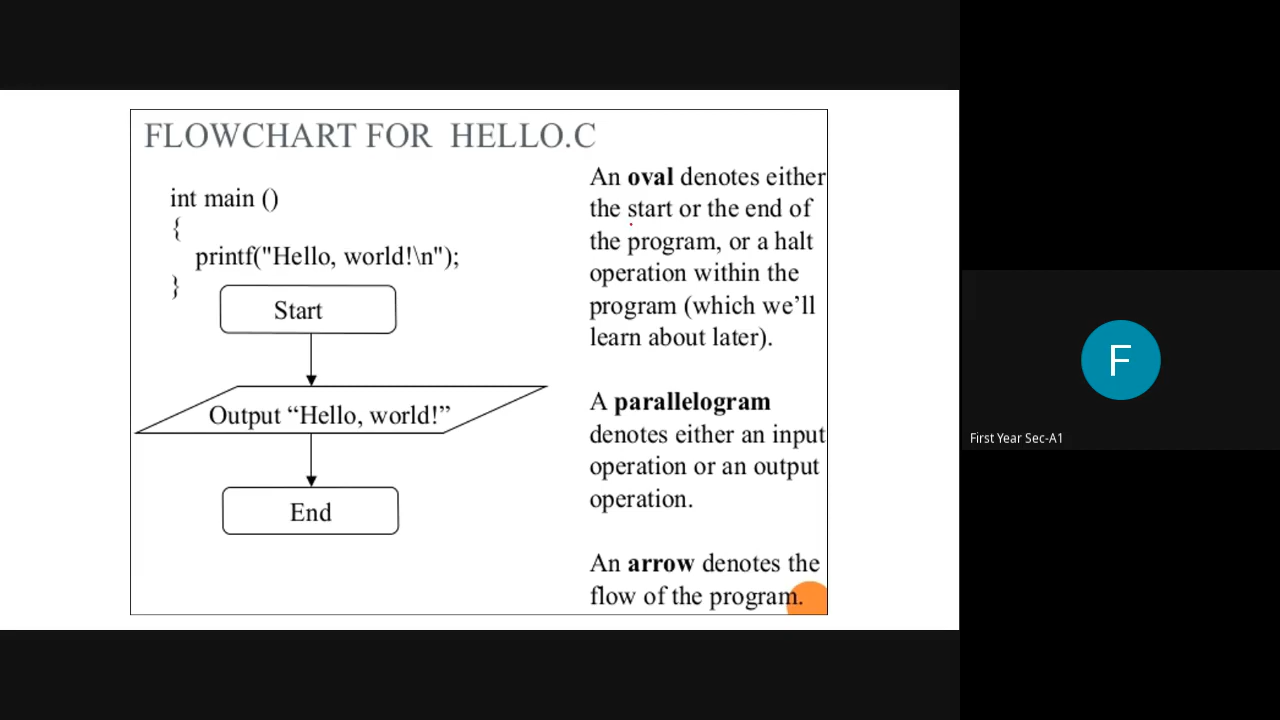 FLOWCHART FOR HELLO.C
int main ()
{
printf("Hello, world!\n");
}
Start
Output “Hello, world!”
End
An oval denotes either
the start or the end of
the program, or a halt
operation within the
program (which we’ll
learn about later).
A parallelogram
denotes either an input
operation or an output
operation.
An arrow denotes the
flow of the program.
F
First Year Sec-A1